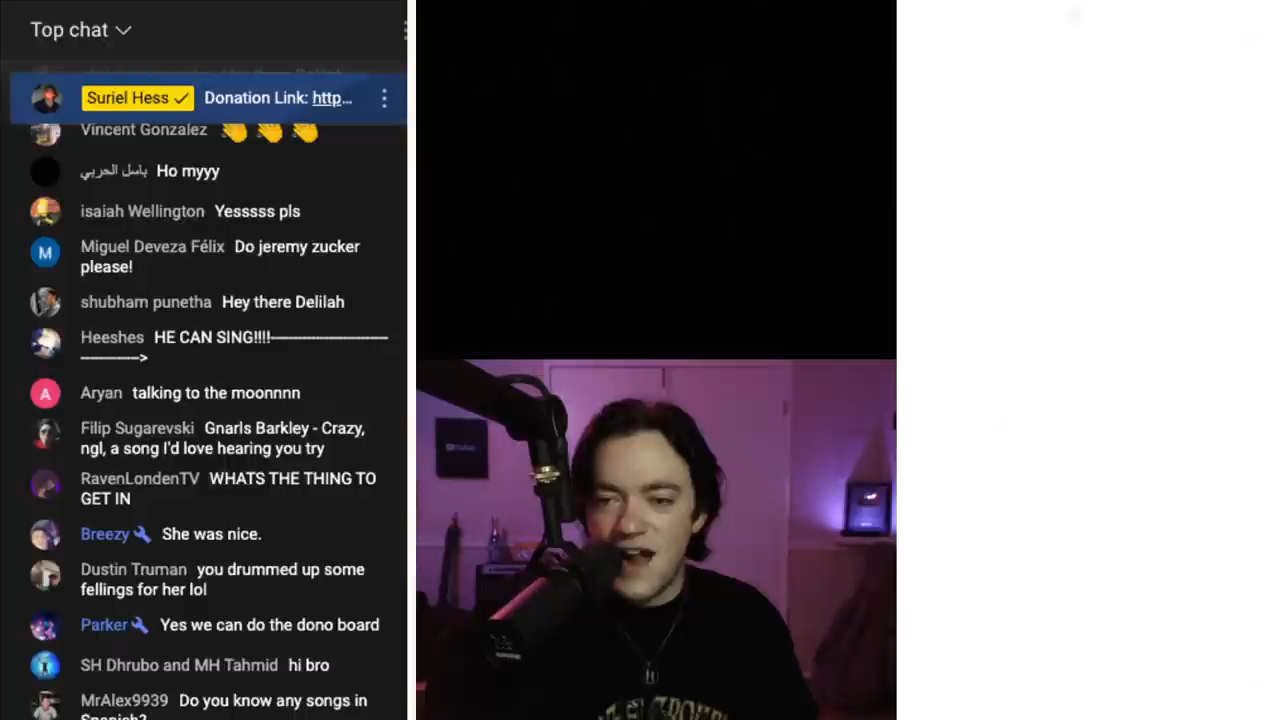 Top chat
Suriel Hess Donation Link: http...
Vincent Gonzalez 👏 👏 👏
باسل الحربي Ho myyy
isaiah Wellington Yesssss pls
Miguel Deveza Félix Do jeremy zucker
please!
shubham punetha Hey there Delilah
Heeshes HE CAN SING!!!!-----------------------
------------>
Aryan talking to the moonnnn
Filip Sugarevski Gnarls Barkley - Crazy,
ngl, a song I'd love hearing you try
RavenLondenTV WHATS THE THING TO
GET IN
Breezy She was nice.
Dustin Truman you drummed up some
fellings for her lol
Parker Yes we can do the dono board
SH Dhrubo and MH Tahmid hi bro
MrAlex9939 Do you know any songs in
Spanish?
M
A